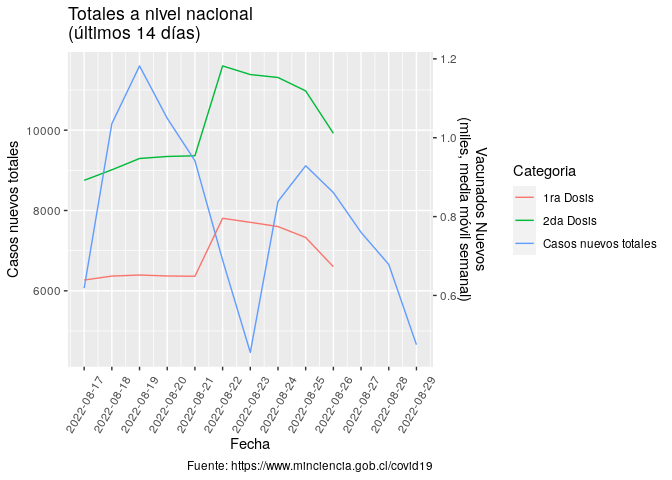 Totales a nivel nacional
(últimos 14 días)
Casos nuevos totales
10000
8000
6000
1.2
1.0
0.8
0.6
Vacunados Nuevos
(miles, media móvil semanal)
2022-08-17
2022-08-18
2022-08-19
2022-08-20
2022-08-21
2022-08-22
2022-08-23
2022-08-24
2022-08-25
2022-08-26
2022-08-27
2022-08-28
2022-08-29
Fecha
Categoria
1ra Dosis
2da Dosis
Casos nuevos totales
Fuente: https://www.minciencia.gob.cl/covid19